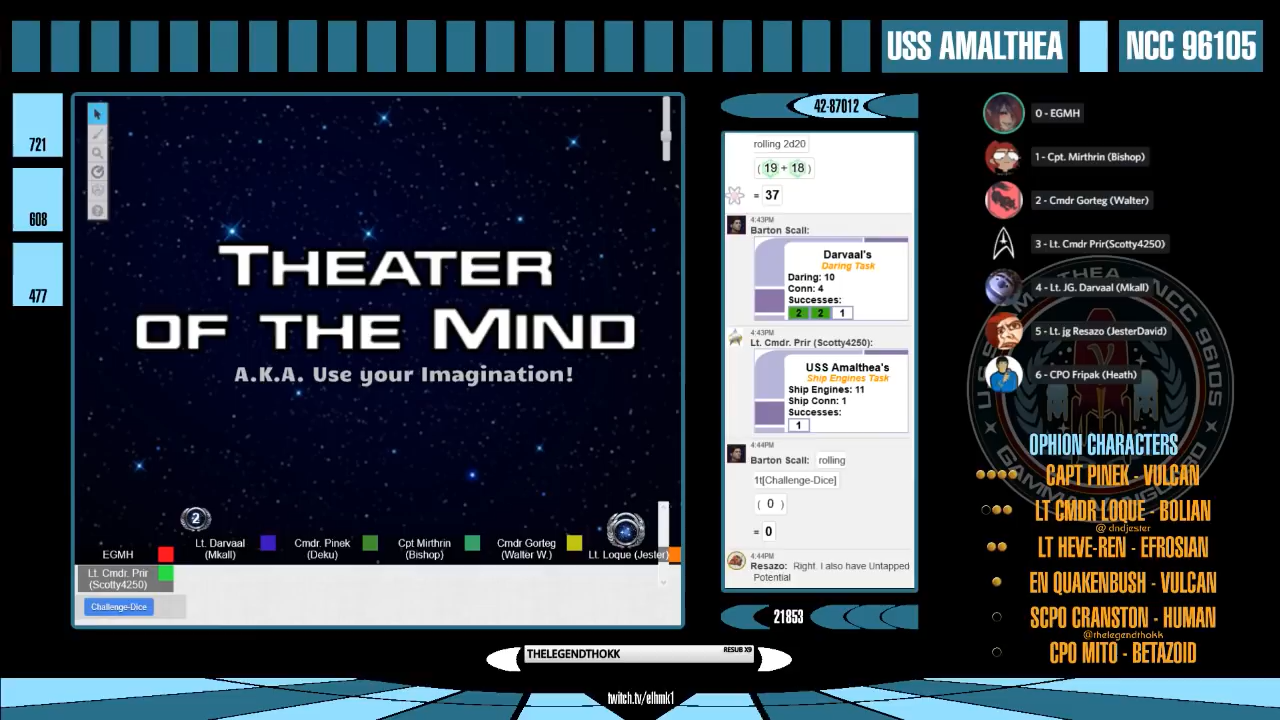 USS AMALTHEA
NCC 96105
721
608
477
THEATER
OF THE MIND
A.K.A. Use your Imagination!
2
EGMH
Lt. Darvaal
(Mkall)
Cmdr. Pinek
(Deku)
Cpt Mirthrin
(Bishop)
Cmdr Gorteg
(Walter W.)
Lt. Loque (Jester)
Lt. Cmdr. Prir
(Scotty4250)
Challenge-Dice
42-87012
rolling 2d20
( 19 + 18 )
= 37
4:43PM
Barton Scall:
Darvaal's
Daring Task
Daring: 10
Conn: 4
Successes:
2 2 1
4:43PM
Lt. Cmdr. Prir (Scotty4250):
USS Amalthea's
Ship Engines Task
Ship Engines: 11
Ship Conn: 1
Successes:
1
4:44PM
Barton Scall: rolling
1t[Challenge-Dice]
( 0 )
= 0
4:44PM
Resazo: Right. I also have Untapped
Potential
21853
THELEGENDTHOKK
RESUB X9
twitch.tv/elhmk1
0 - EGMH
1 - Cpt. Mirthrin (Bishop)
2 - Cmdr Gorteg (Walter)
3 - Lt. Cmdr Prir(Scotty4250)
4 - Lt. JG. Darvaal (Mkall)
5 - Lt. jg Resazo (JesterDavid)
6 - CPO Fripak (Heath)
OPHION CHARACTERS
CAPT PINEK - VULCAN
LT CMDR LOQUE - BOLIAN
@dndjester
LT HEVE-REN - EFROSIAN
EN QUAKENBUSH - VULCAN
SCPO CRANSTON - HUMAN
@thelegendthokk
CPO MITO - BETAZOID